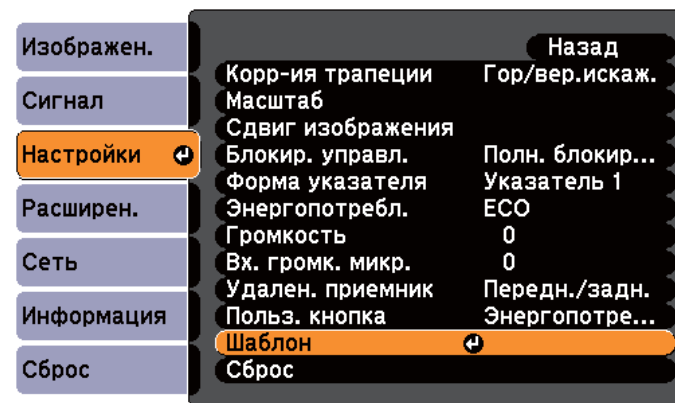 Изображен.
Сигнал
Настройки
Расширен.
Сеть
Информация
Сброс
Назад
Корр-ия трапеции Гор/вер.искаж.
Масштаб
Сдвиг изображения
Блокир. управл. Полн. блокир...
Форма указателя Указатель 1
Энергопотребл. ECO
Громкость 0
Вх. громк. микр. 0
Удален. приемник Передн./задн.
Польз. кнопка Энергопотре...
Шаблон
Сброс